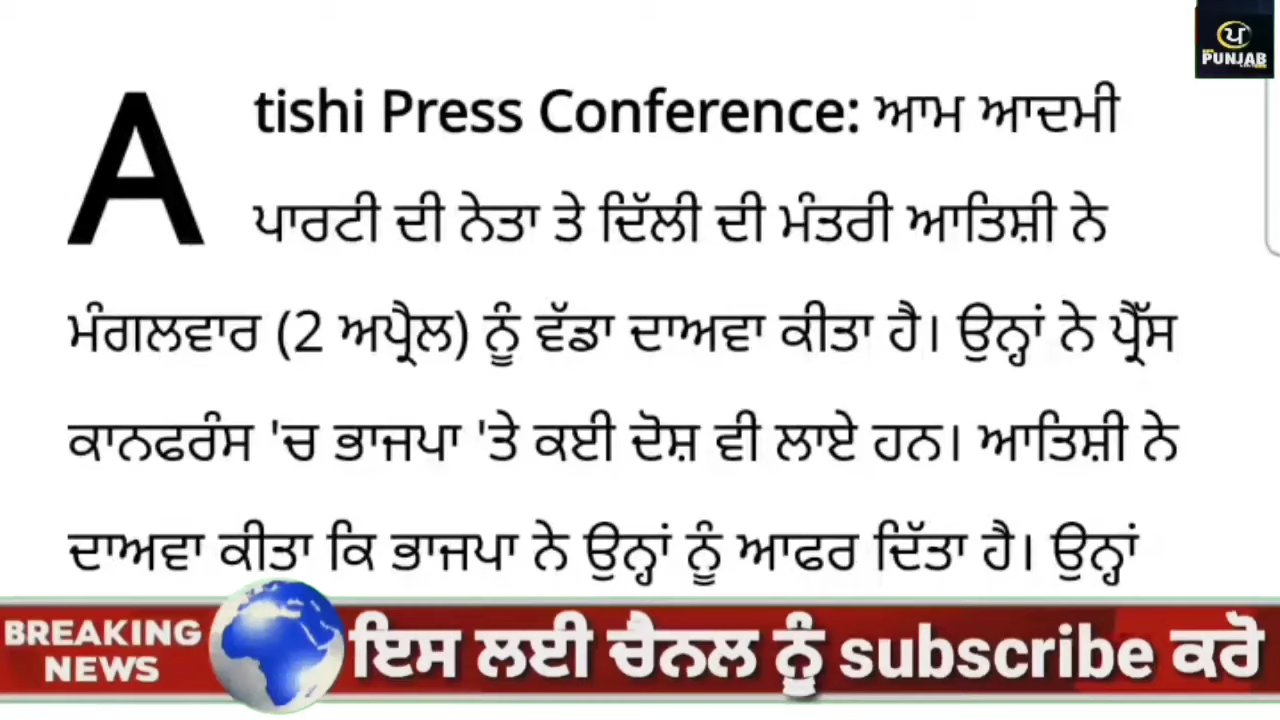 ਪ
PUNJAB
Atishi Press Conference: ਆਮ ਆਦਮੀ
ਪਾਰਟੀ ਦੀ ਨੇਤਾ ਤੇ ਦਿੱਲੀ ਦੀ ਮੰਤਰੀ ਆਤਿਸ਼ੀ ਨੇ
ਮੰਗਲਵਾਰ (2 ਅਪ੍ਰੈਲ) ਨੂੰ ਵੱਡਾ ਦਾਅਵਾ ਕੀਤਾ ਹੈ। ਉਨ੍ਹਾਂ ਨੇ ਪ੍ਰੈੱਸ
ਕਾਨਫਰੰਸ 'ਚ ਭਾਜਪਾ 'ਤੇ ਕਈ ਦੋਸ਼ ਵੀ ਲਾਏ ਹਨ। ਆਤਿਸ਼ੀ ਨੇ
ਦਾਅਵਾ ਕੀਤਾ ਕਿ ਭਾਜਪਾ ਨੇ ਉਨ੍ਹਾਂ ਨੂੰ ਆਫਰ ਦਿੱਤਾ ਹੈ। ਉਨ੍ਹਾਂ
BREAKING
NEWS
ਇਸ ਲਈ ਚੈਨਲ ਨੂੰ subscribe ਕਰੋ